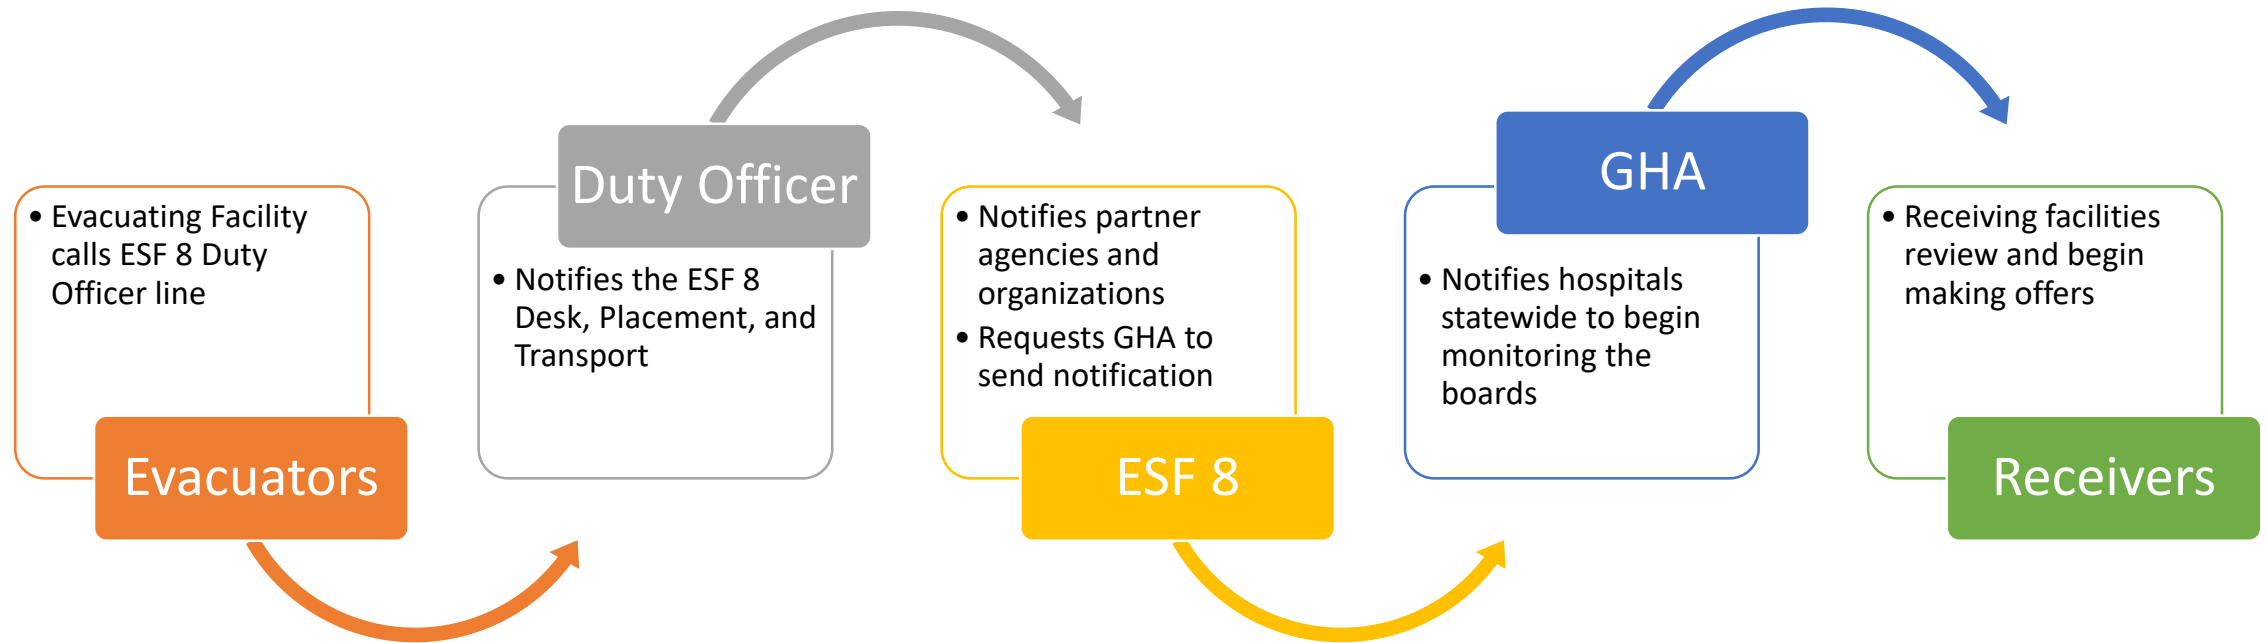 • Evacuating Facility
calls ESF 8 Duty
Officer line
Evacuators
Duty Officer
• Notifies the ESF 8
Desk, Placement, and
Transport
• Notifies partner
agencies and
organizations
• Requests GHA to
send notification
ESF 8
GHA
• Notifies hospitals
statewide to begin
monitoring the
boards
• Receiving facilities
review and begin
making offers
Receivers